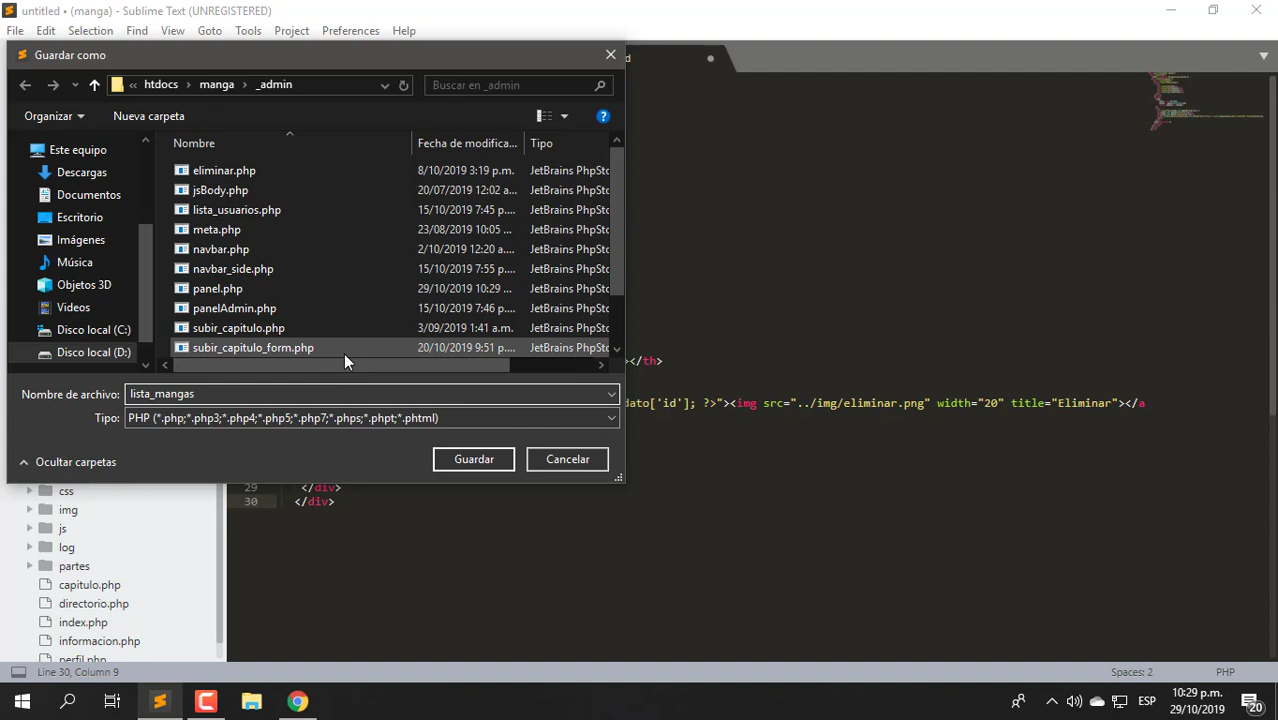 untitled • (manga) - Sublime Text (UNREGISTERED)
File Edit Selection Find View Goto Tools Project Preferences Help
Guardar como
d
« htdocs > manga > _admin
Buscar en _admin
Organizar Nueva carpeta
Nombre Fecha de modifica... Tipo
Este equipo
Descargas
Documentos
Escritorio
Imágenes
Música
Objetos 3D
Videos
Disco local (C:)
Disco local (D:)
eliminar.php 8/10/2019 3:19 p.m. JetBrains PhpSto
jsBody.php 20/07/2019 12:02 a... JetBrains PhpSto
lista_usuarios.php 15/10/2019 7:45 p.... JetBrains PhpSto
meta.php 23/08/2019 10:05 ... JetBrains PhpSto
navbar.php 2/10/2019 12:20 a... JetBrains PhpSto
navbar_side.php 15/10/2019 7:55 p.... JetBrains PhpSto
panel.php 29/10/2019 10:29 ... JetBrains PhpSto
panelAdmin.php 15/10/2019 7:46 p.... JetBrains PhpSto
subir_capitulo.php 3/09/2019 1:41 a.m. JetBrains PhpSto
subir_capitulo_form.php 20/10/2019 9:51 p.... JetBrains PhpSto
></th>
Nombre de archivo: lista_mangas
dato['id']; ?>"><img src="../img/eliminar.png" width="20" title="Eliminar"></a
Tipo: PHP (*.php;*.php3;*.php4;*.php5;*.php7;*.phps;*.phpt;*.phtml)
Ocultar carpetas
Guardar Cancelar
29 </div>
30 </div>
css
img
js
log
partes
capitulo.php
directorio.php
index.php
informacion.php
perfil.php
Line 30, Column 9
Spaces: 2 PHP
ESP
10:29 p.m.
29/10/2019
20